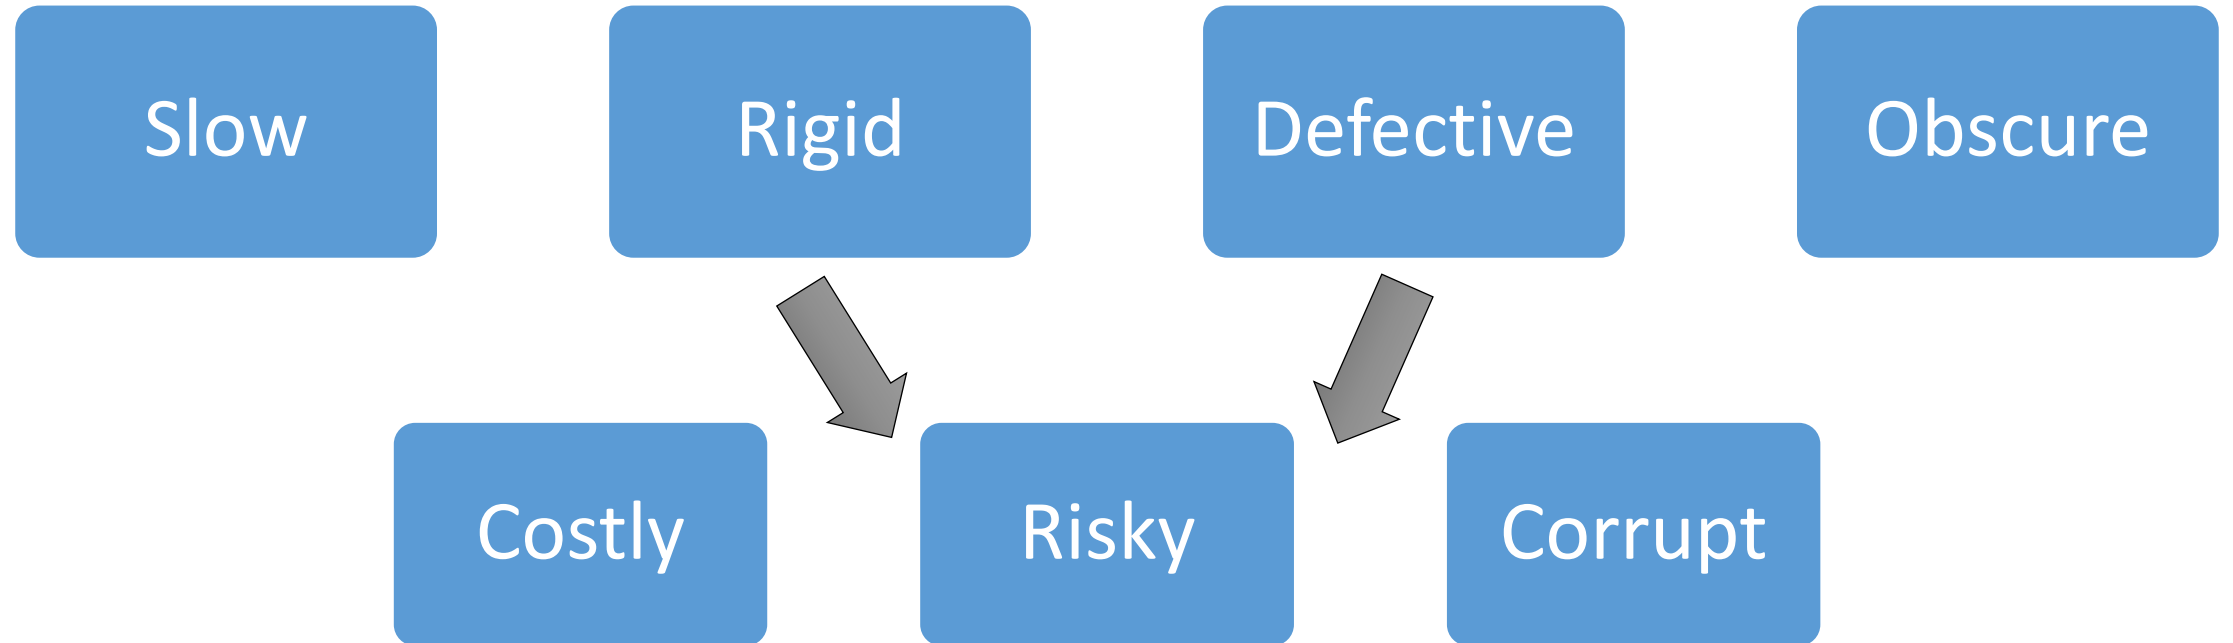 Slow
Rigid
Defective
Obscure
Costly
Risky
Corrupt